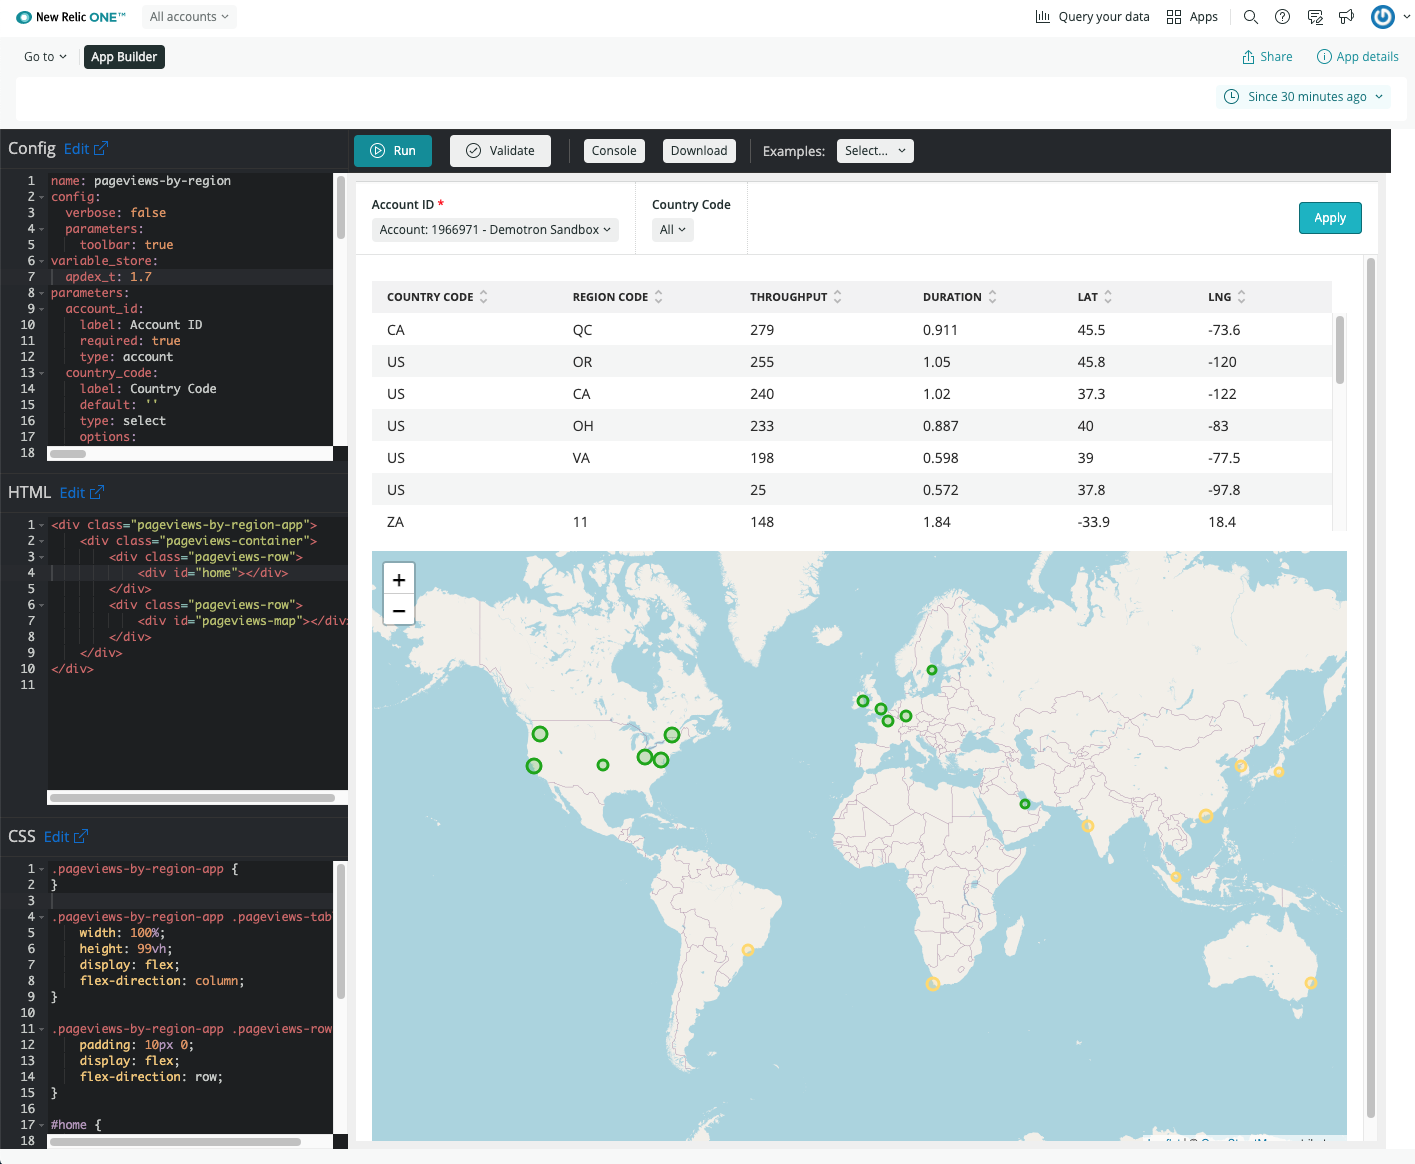 New Relic ONE™ All accounts Query your data Apps
Go to App Builder Share App details
Since 30 minutes ago
Config Edit Run Validate Console Download Examples: Select...
1 name: pageviews-by-region
2 config:
3 verbose: false
4 parameters:
5 toolbar: true
6 variable_store:
7 apdex_t: 1.7
8 parameters:
9 account_id:
10 label: Account ID
11 required: true
12 type: account
13 country_code:
14 label: Country Code
15 default: ''
16 type: select
17 options:
18
HTML Edit
1 <div class="pageviews-by-region-app">
2 <div class="pageviews-container">
3 <div class="pageviews-row">
4 <div id="home"></div>
5 </div>
6 <div class="pageviews-row">
7 <div id="pageviews-map"></div
8 </div>
9 </div>
10 </div>
11
CSS Edit
1 .pageviews-by-region-app {
2 }
3
4 .pageviews-by-region-app .pageviews-tab
5 width: 100%;
6 height: 99vh;
7 display: flex;
8 flex-direction: column;
9 }
10
11 .pageviews-by-region-app .pageviews-row
12 padding: 10px 0;
13 display: flex;
14 flex-direction: row;
15 }
16
17 #home {
18
Account ID * Country Code
Account: 1966971 - Demotron Sandbox All Apply
COUNTRY CODE REGION CODE THROUGHPUT DURATION LAT LNG
CA QC 279 0.911 45.5 -73.6
US OR 255 1.05 45.8 -120
US CA 240 1.02 37.3 -122
US OH 233 0.887 40 -83
US VA 198 0.598 39 -77.5
US 25 0.572 37.8 -97.8
ZA 11 148 1.84 -33.9 18.4
+
−